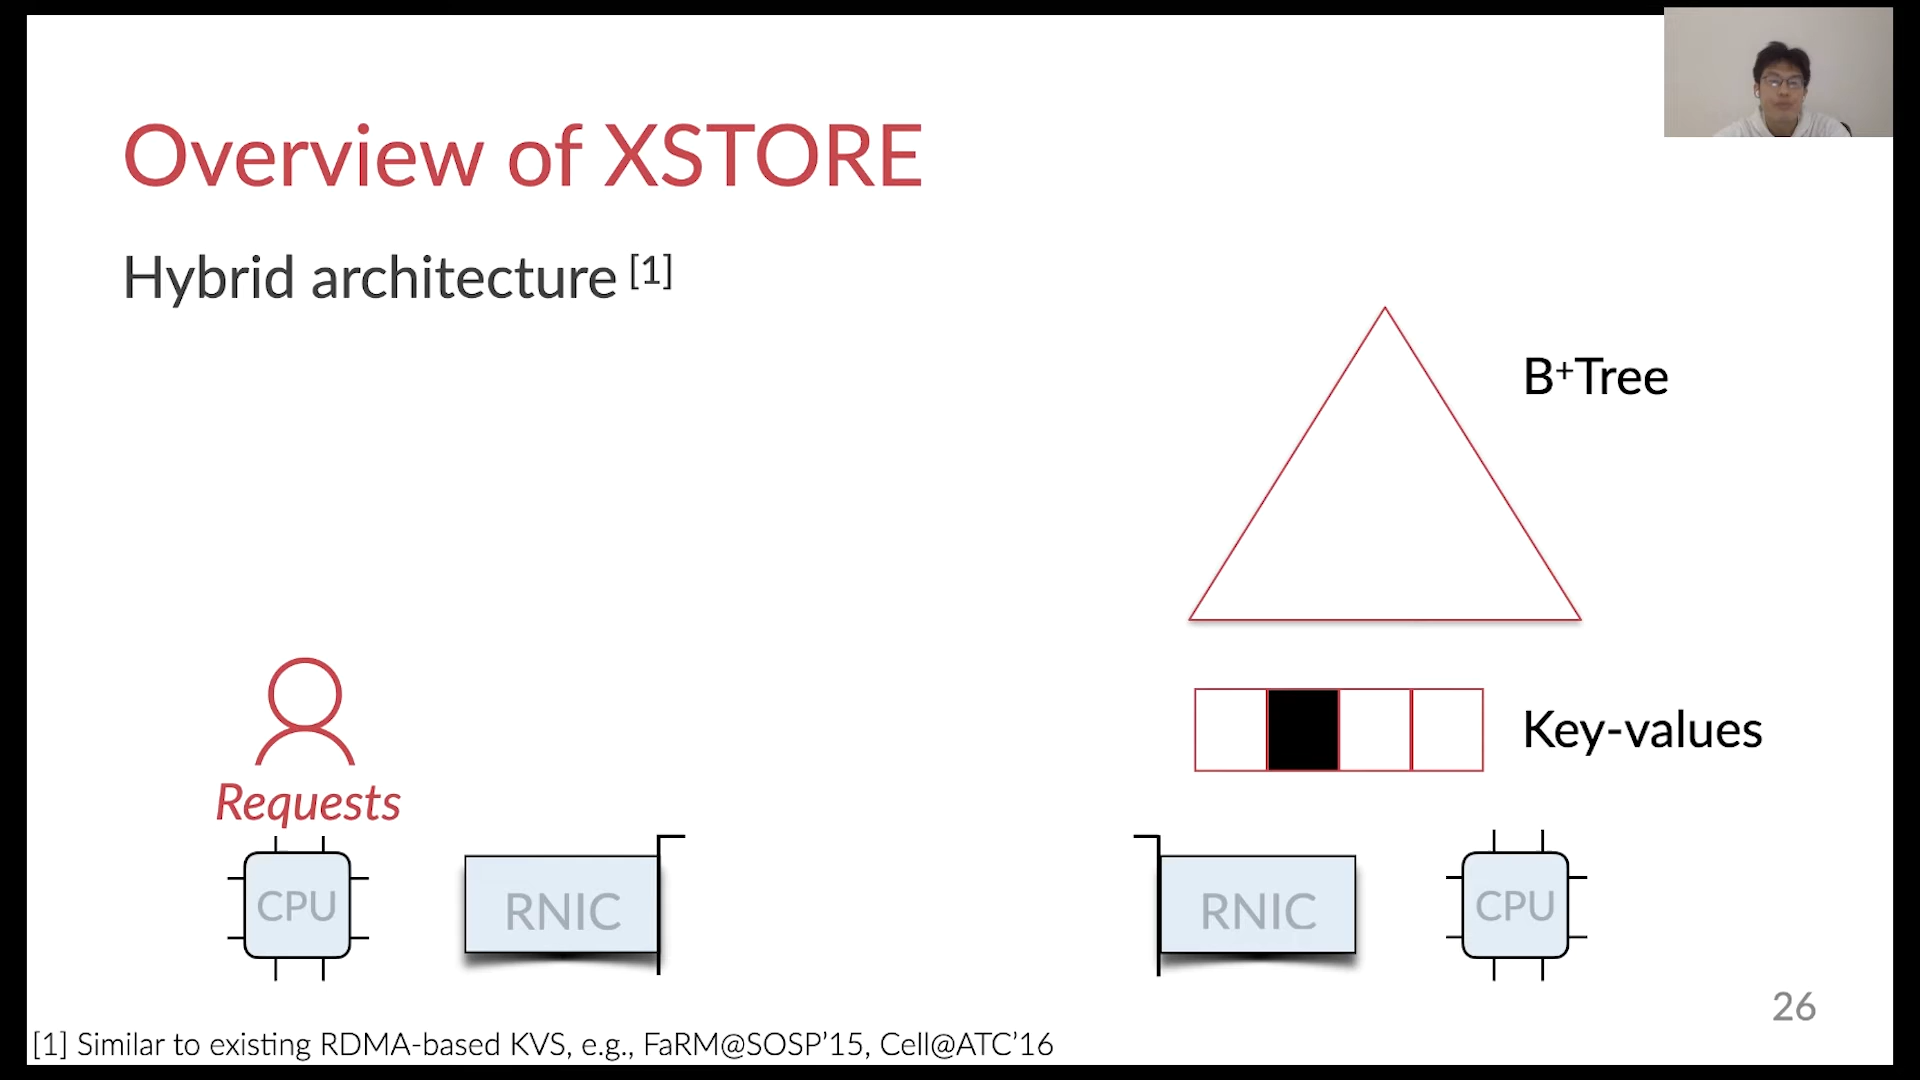 Overview of XSTORE
Hybrid architecture [1]
B+Tree
Key-values
Requests
CPU
RNIC
RNIC
CPU
26
[1] Similar to existing RDMA-based KVS, e.g., FaRM@SOSP’15, Cell@ATC’16